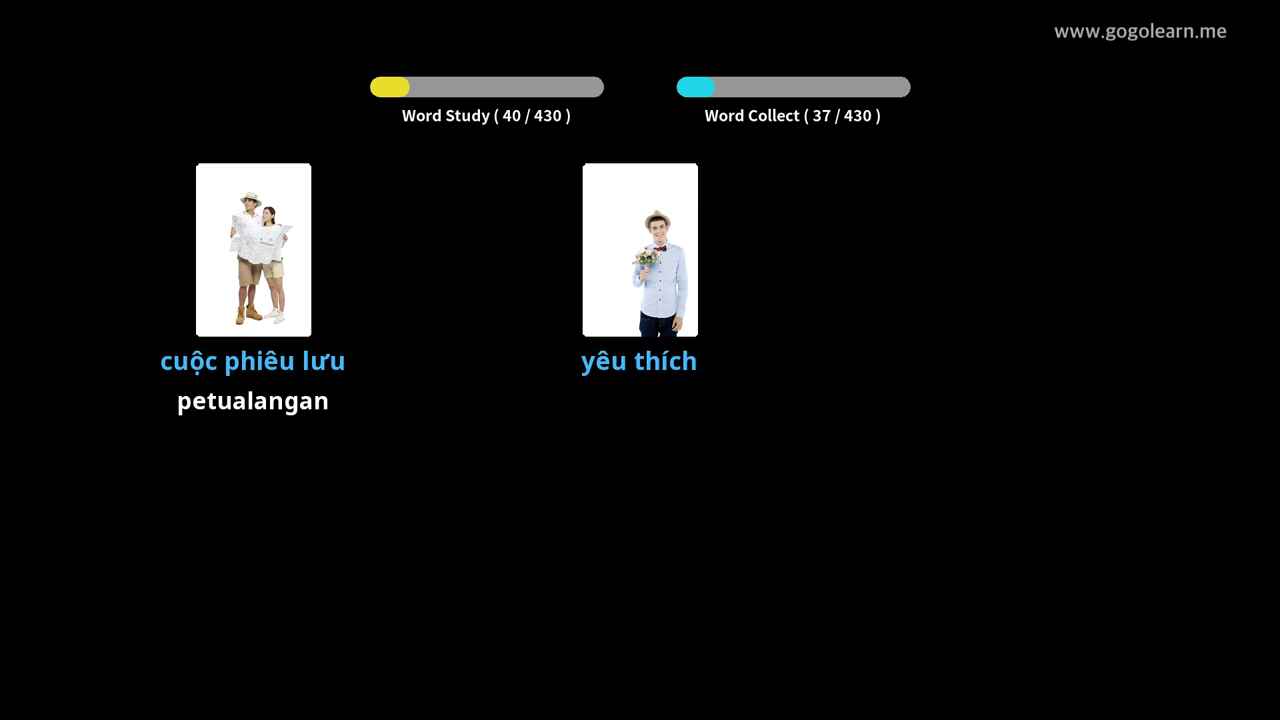 www.gogolearn.me
Word Study ( 40 / 430 )
Word Collect ( 37 / 430 )
cuộc phiêu lưu
petualangan
yêu thích